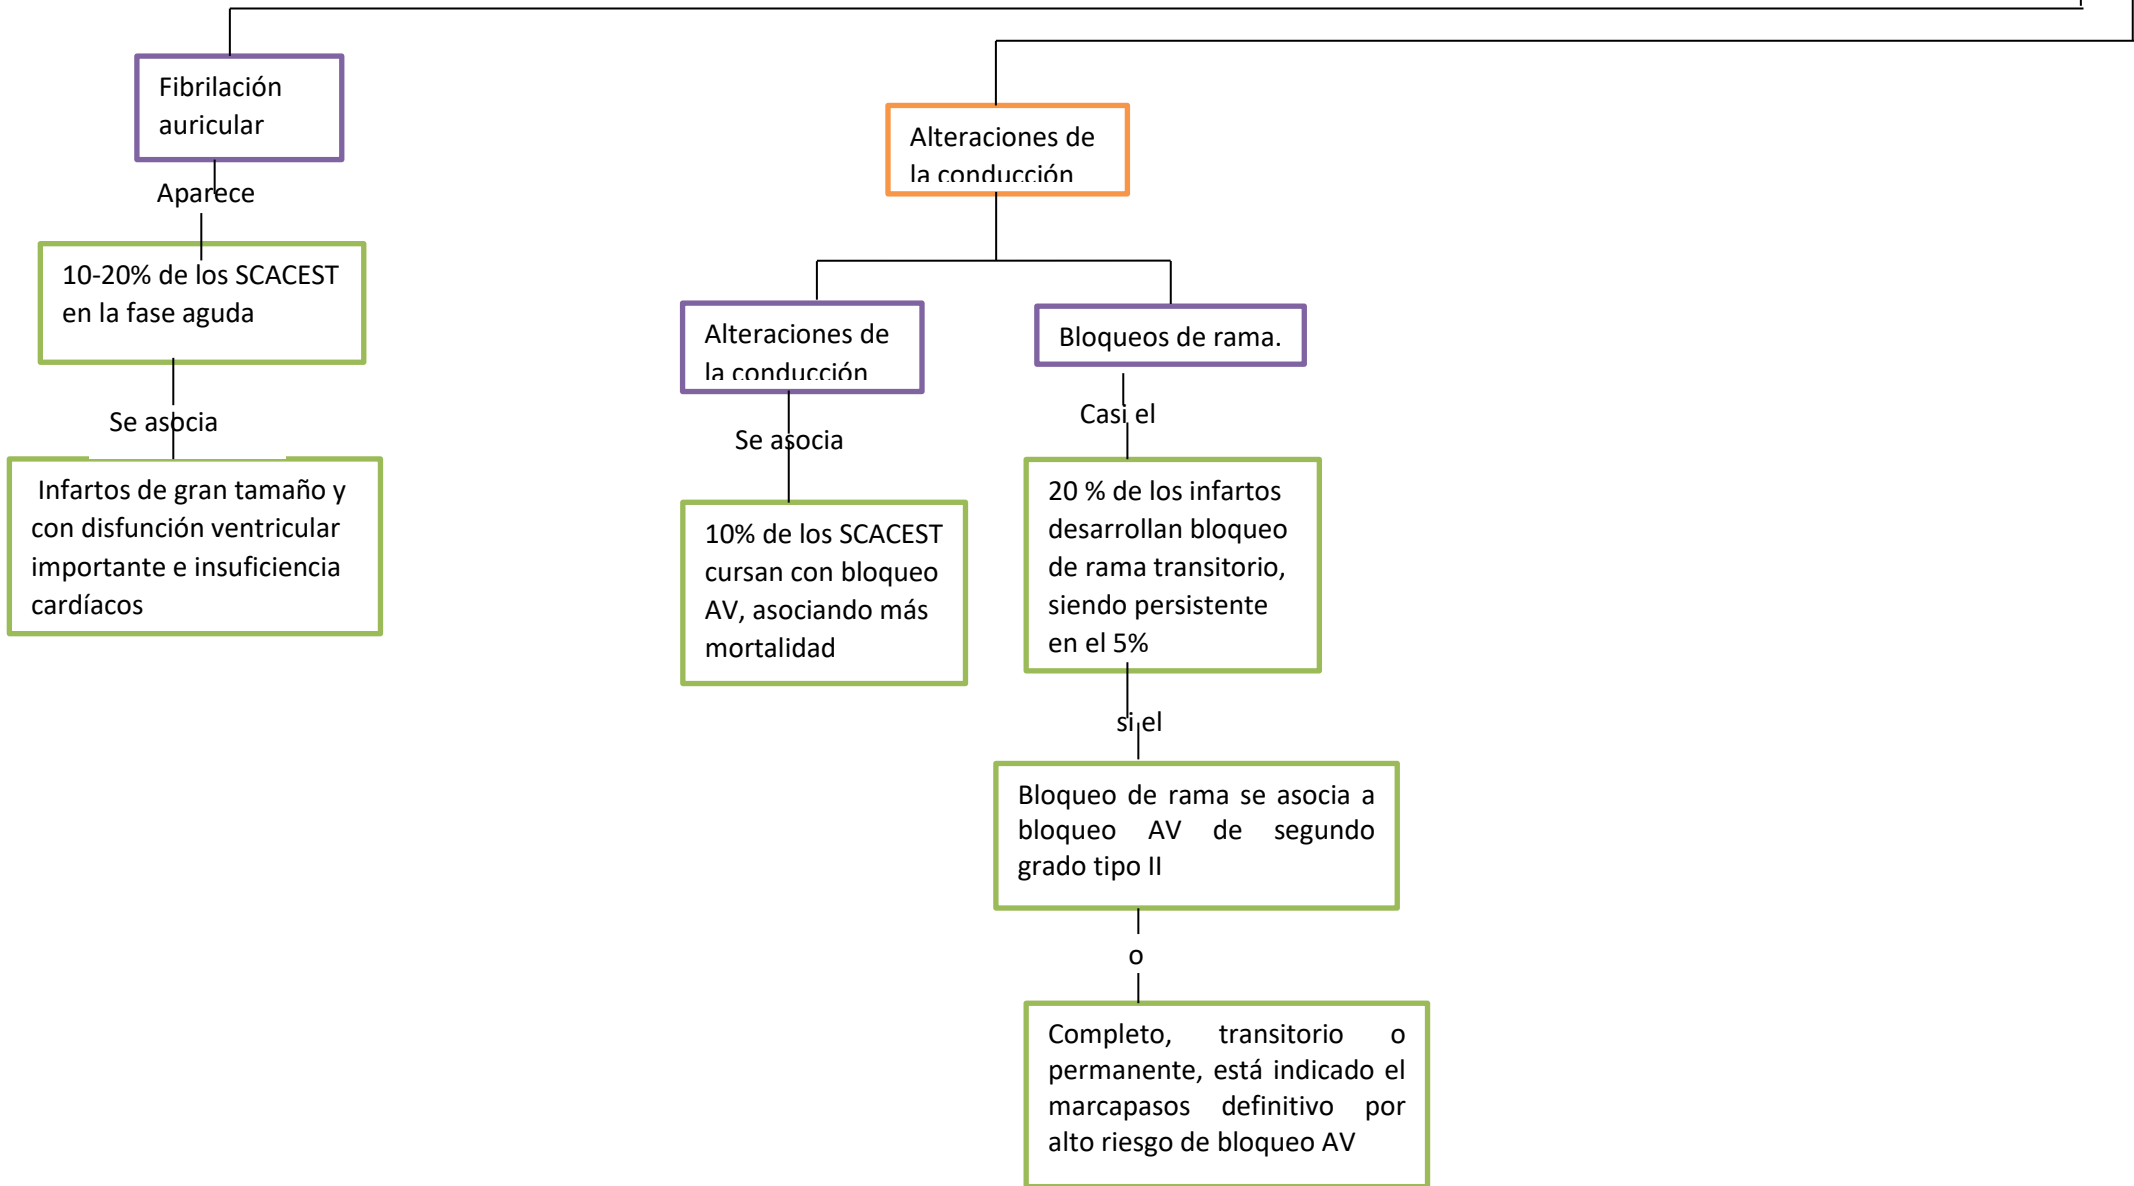 Fibrilación
auricular
Aparece
10-20% de los SCACEST
en la fase aguda
Se asocia
Infartos de gran tamaño y
con disfunción ventricular
importante e insuficiencia
cardíacos
Alteraciones de
la conducción
Alteraciones de
la conducción
Se asocia
10% de los SCACEST
cursan con bloqueo
AV, asociando más
mortalidad
Bloqueos de rama.
Casi el
20 % de los infartos
desarrollan bloqueo
de rama transitorio,
siendo persistente
en el 5%
si el
Bloqueo de rama se asocia a
bloqueo AV de segundo
grado tipo II
o
Completo, transitorio o
permanente, está indicado el
marcapasos definitivo por
alto riesgo de bloqueo AV